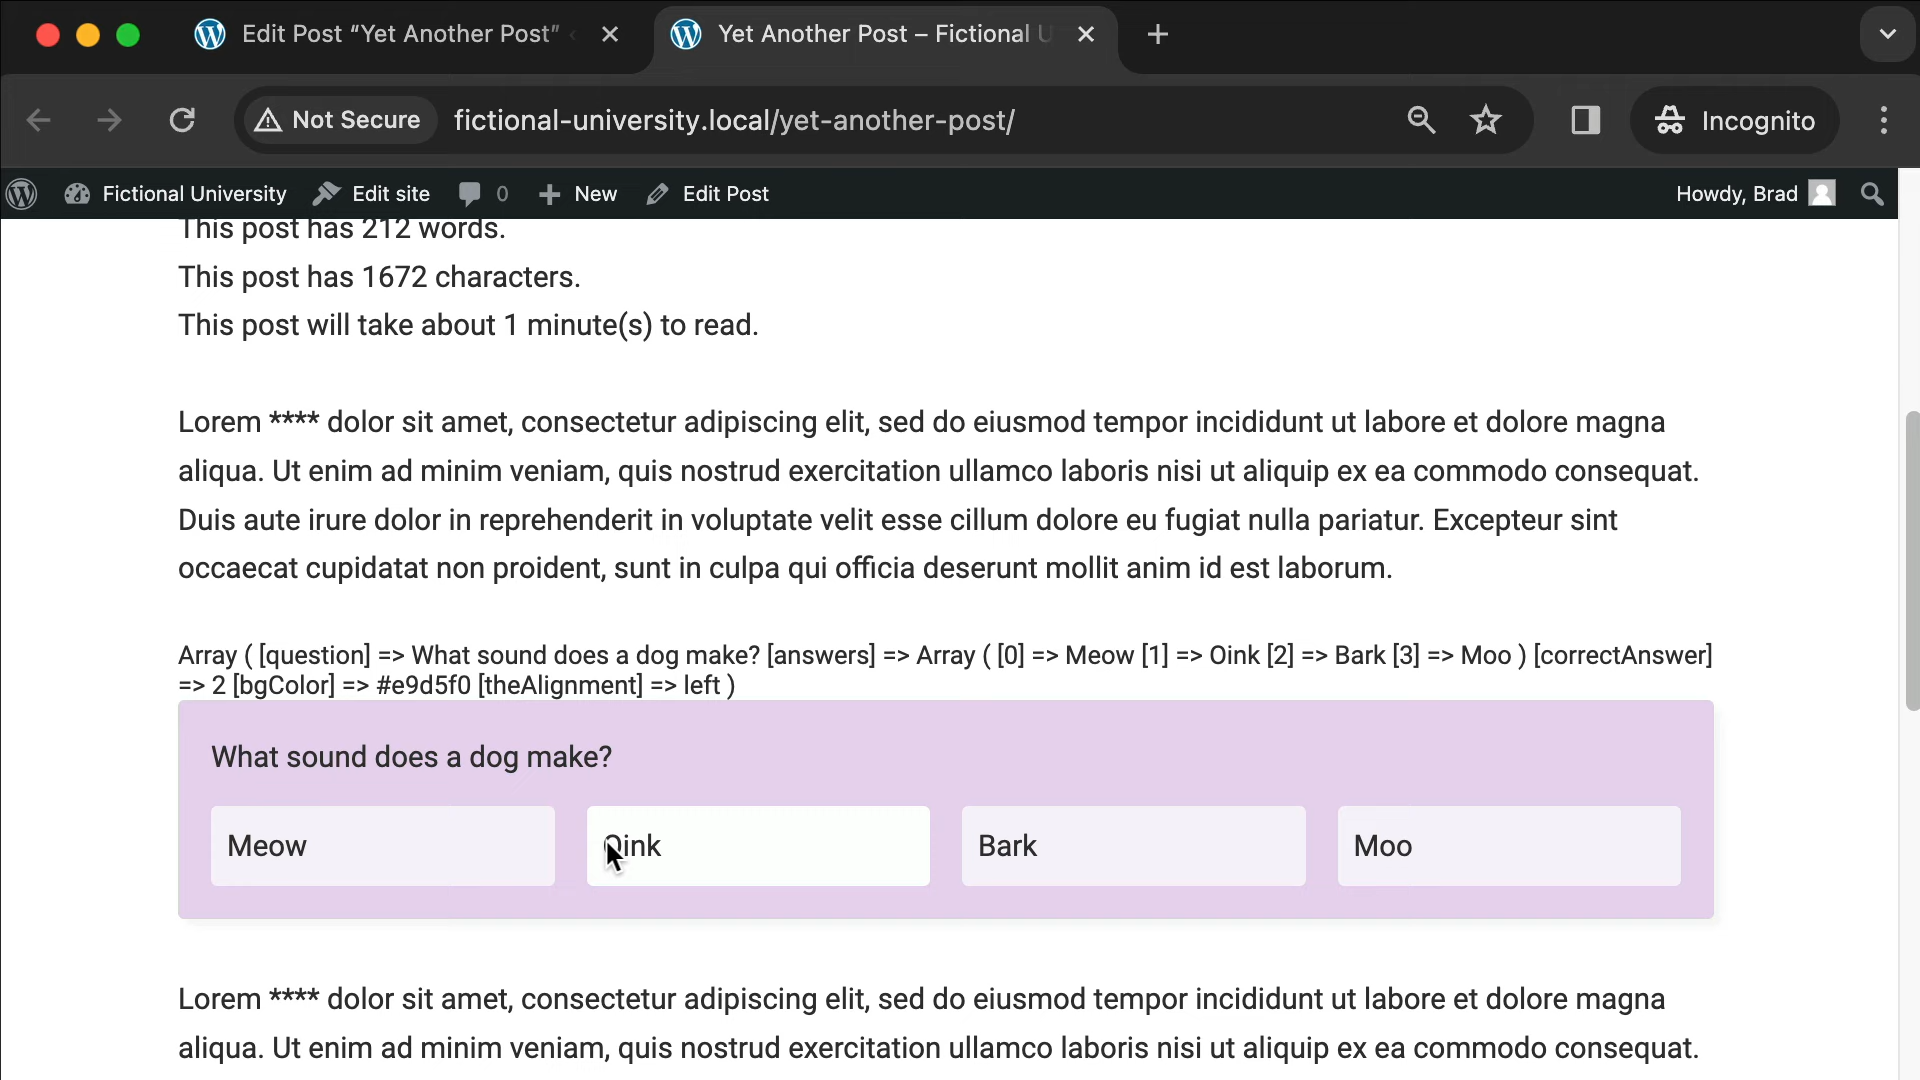 Edit Post “Yet Another Post”
Yet Another Post – Fictional U
Not Secure
fictional-university.local/yet-another-post/
Incognito
Fictional University
Edit site
0
New
Edit Post
Howdy, Brad
This post has 212 words.
This post has 1672 characters.
This post will take about 1 minute(s) to read.
Lorem **** dolor sit amet, consectetur adipiscing elit, sed do eiusmod tempor incididunt ut labore et dolore magna
aliqua. Ut enim ad minim veniam, quis nostrud exercitation ullamco laboris nisi ut aliquip ex ea commodo consequat.
Duis aute irure dolor in reprehenderit in voluptate velit esse cillum dolore eu fugiat nulla pariatur. Excepteur sint
occaecat cupidatat non proident, sunt in culpa qui officia deserunt mollit anim id est laborum.
Array ( [question] => What sound does a dog make? [answers] => Array ( [0] => Meow [1] => Oink [2] => Bark [3] => Moo ) [correctAnswer]
=> 2 [bgColor] => #e9d5f0 [theAlignment] => left )
What sound does a dog make?
Meow
Oink
Bark
Moo
Lorem **** dolor sit amet, consectetur adipiscing elit, sed do eiusmod tempor incididunt ut labore et dolore magna
aliqua. Ut enim ad minim veniam, quis nostrud exercitation ullamco laboris nisi ut aliquip ex ea commodo consequat.